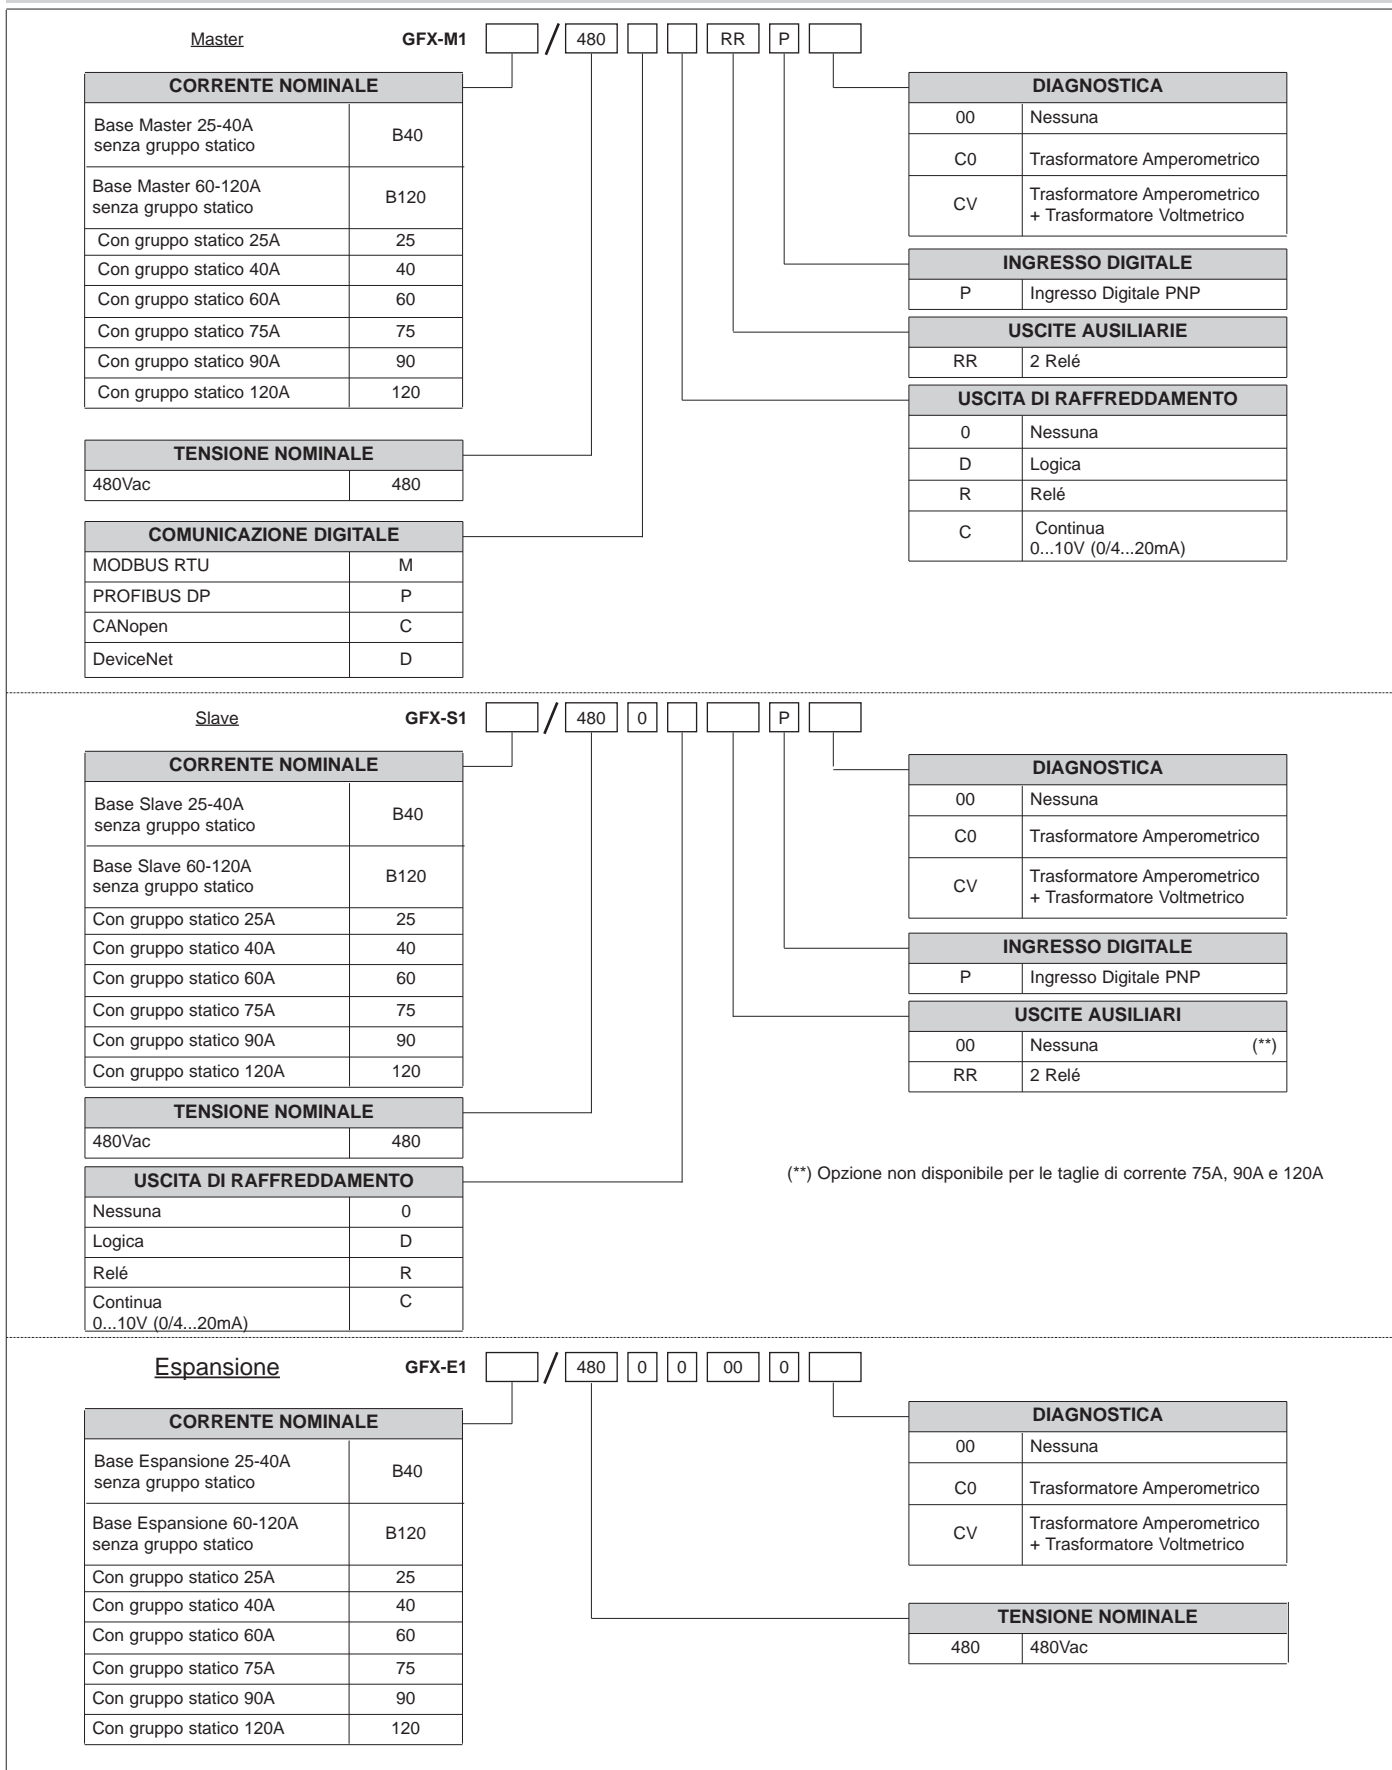 Master GFX-M1 / 480 RR P
CORRENTE NOMINALE
Base Master 25-40A
senza gruppo statico B40
Base Master 60-120A
senza gruppo statico B120
Con gruppo statico 25A 25
Con gruppo statico 40A 40
Con gruppo statico 60A 60
Con gruppo statico 75A 75
Con gruppo statico 90A 90
Con gruppo statico 120A 120
TENSIONE NOMINALE
480Vac 480
COMUNICAZIONE DIGITALE
MODBUS RTU M
PROFIBUS DP P
CANopen C
DeviceNet D
DIAGNOSTICA
00 Nessuna
C0 Trasformatore Amperometrico
CV Trasformatore Amperometrico
+ Trasformatore Voltmetrico
INGRESSO DIGITALE
P Ingresso Digitale PNP
USCITE AUSILIARIE
RR 2 Relé
USCITA DI RAFFREDDAMENTO
0 Nessuna
D Logica
R Relé
C Continua
0...10V (0/4...20mA)
Slave GFX-S1 / 480 0 P
CORRENTE NOMINALE
Base Slave 25-40A
senza gruppo statico B40
Base Slave 60-120A
senza gruppo statico B120
Con gruppo statico 25A 25
Con gruppo statico 40A 40
Con gruppo statico 60A 60
Con gruppo statico 75A 75
Con gruppo statico 90A 90
Con gruppo statico 120A 120
TENSIONE NOMINALE
480Vac 480
USCITA DI RAFFREDDAMENTO
Nessuna 0
Logica D
Relé R
Continua C
0...10V (0/4...20mA)
DIAGNOSTICA
00 Nessuna
C0 Trasformatore Amperometrico
CV Trasformatore Amperometrico
+ Trasformatore Voltmetrico
INGRESSO DIGITALE
P Ingresso Digitale PNP
USCITE AUSILIARI
00 Nessuna (**)
RR 2 Relé
(**) Opzione non disponibile per le taglie di corrente 75A, 90A e 120A
Espansione GFX-E1 / 480 0 0 00 0
CORRENTE NOMINALE
Base Espansione 25-40A
senza gruppo statico B40
Base Espansione 60-120A
senza gruppo statico B120
Con gruppo statico 25A 25
Con gruppo statico 40A 40
Con gruppo statico 60A 60
Con gruppo statico 75A 75
Con gruppo statico 90A 90
Con gruppo statico 120A 120
DIAGNOSTICA
00 Nessuna
C0 Trasformatore Amperometrico
CV Trasformatore Amperometrico
+ Trasformatore Voltmetrico
TENSIONE NOMINALE
480 480Vac